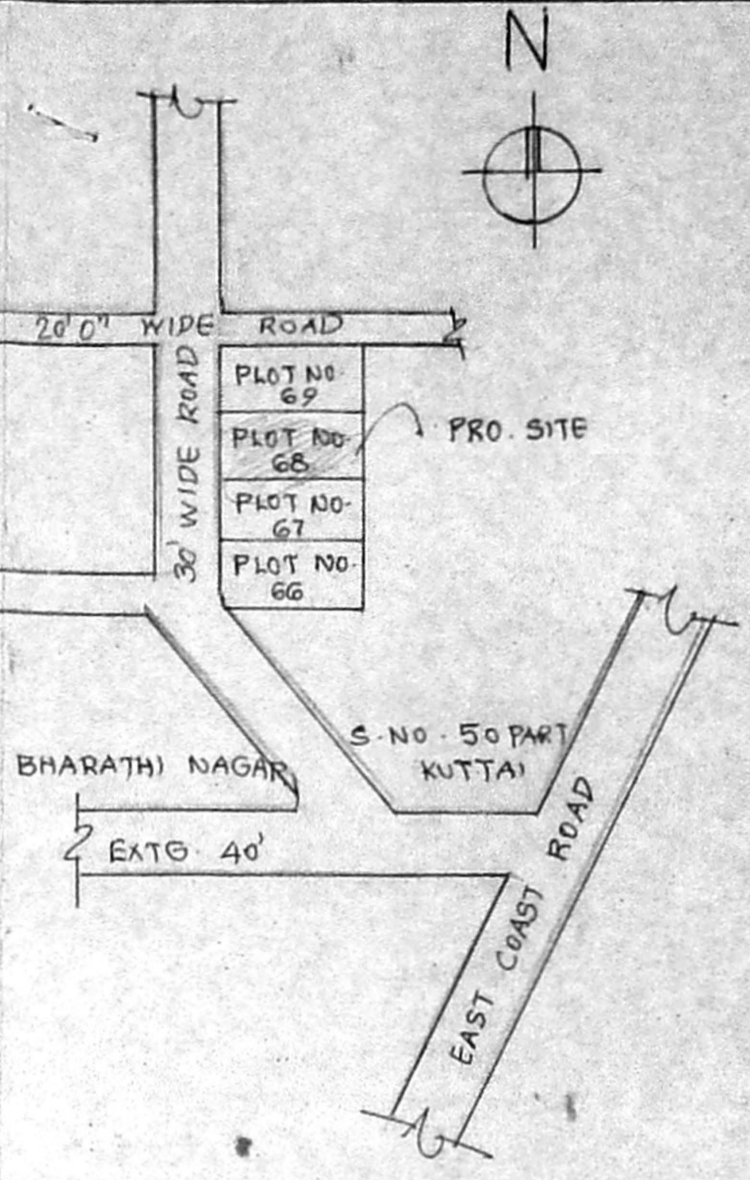 N
20'0" WIDE ROAD
30' WIDE ROAD
PLOT NO.
69
PLOT NO.
68
PRO. SITE
PLOT NO.
67
PLOT NO.
66
S.NO. 50 PART
KUTTAI
BHARATHI NAGAR
EXTG. 40'
EAST COAST ROAD